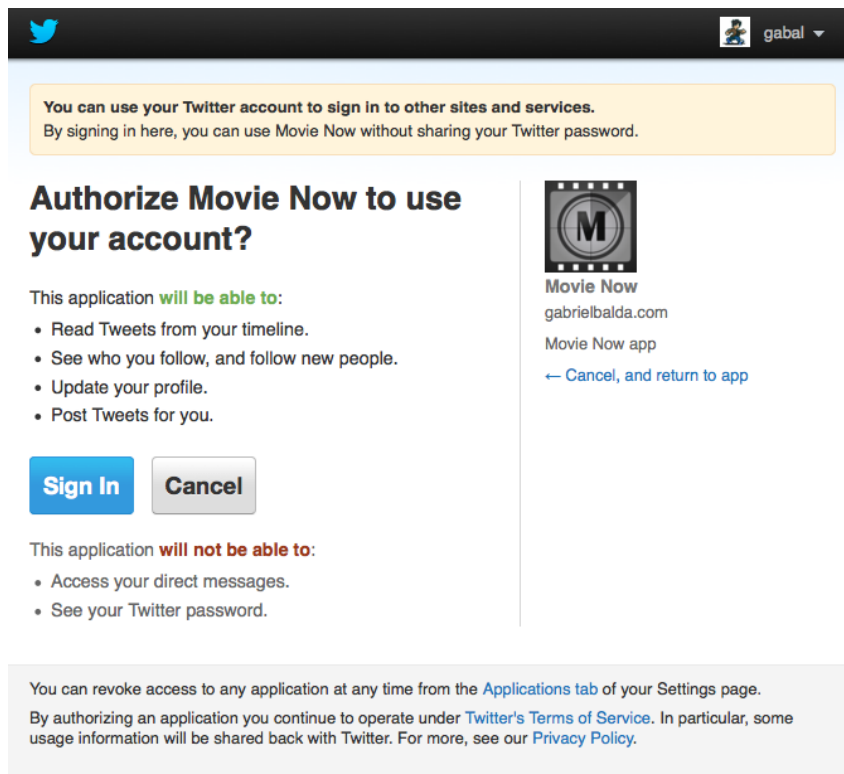 gabal
You can use your Twitter account to sign in to other sites and services.
By signing in here, you can use Movie Now without sharing your Twitter password.
Authorize Movie Now to use
your account?
This application will be able to:
• Read Tweets from your timeline.
• See who you follow, and follow new people.
• Update your profile.
• Post Tweets for you.
Sign In
Cancel
This application will not be able to:
• Access your direct messages.
• See your Twitter password.
M
Movie Now
gabrielbalda.com
Movie Now app
← Cancel, and return to app
You can revoke access to any application at any time from the Applications tab of your Settings page.
By authorizing an application you continue to operate under Twitter's Terms of Service. In particular, some
usage information will be shared back with Twitter. For more, see our Privacy Policy.